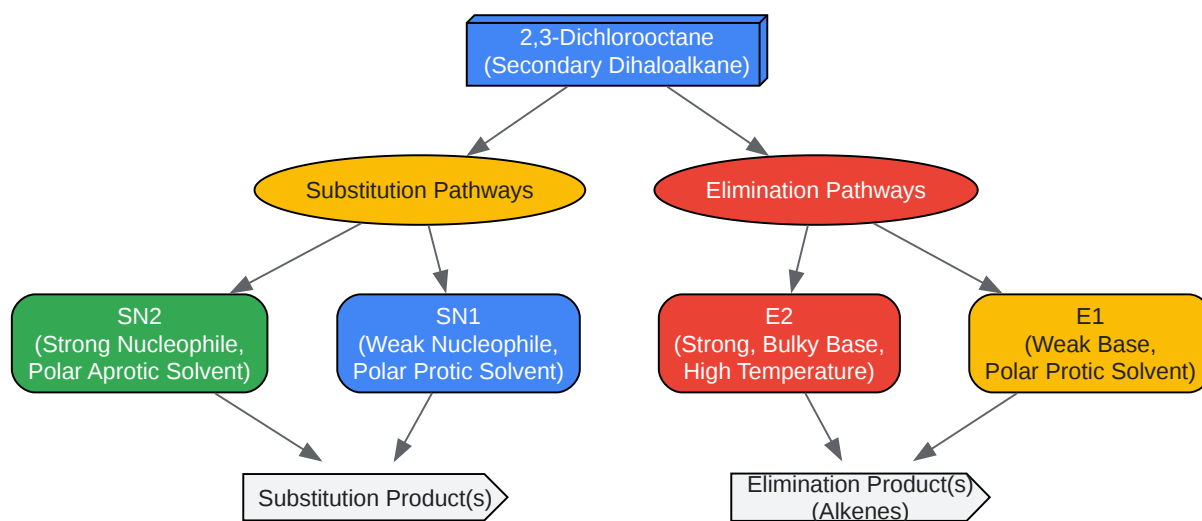 2,3-Dichlorooctane
(Secondary Dihaloalkane)
Substitution Pathways
Elimination Pathways
SN2
(Strong Nucleophile,
Polar Aprotic Solvent)
SN1
(Weak Nucleophile,
Polar Protic Solvent)
E2
(Strong, Bulky Base,
High Temperature)
E1
(Weak Base,
Polar Protic Solvent)
Substitution Product(s)
Elimination Product(s)
(Alkenes)